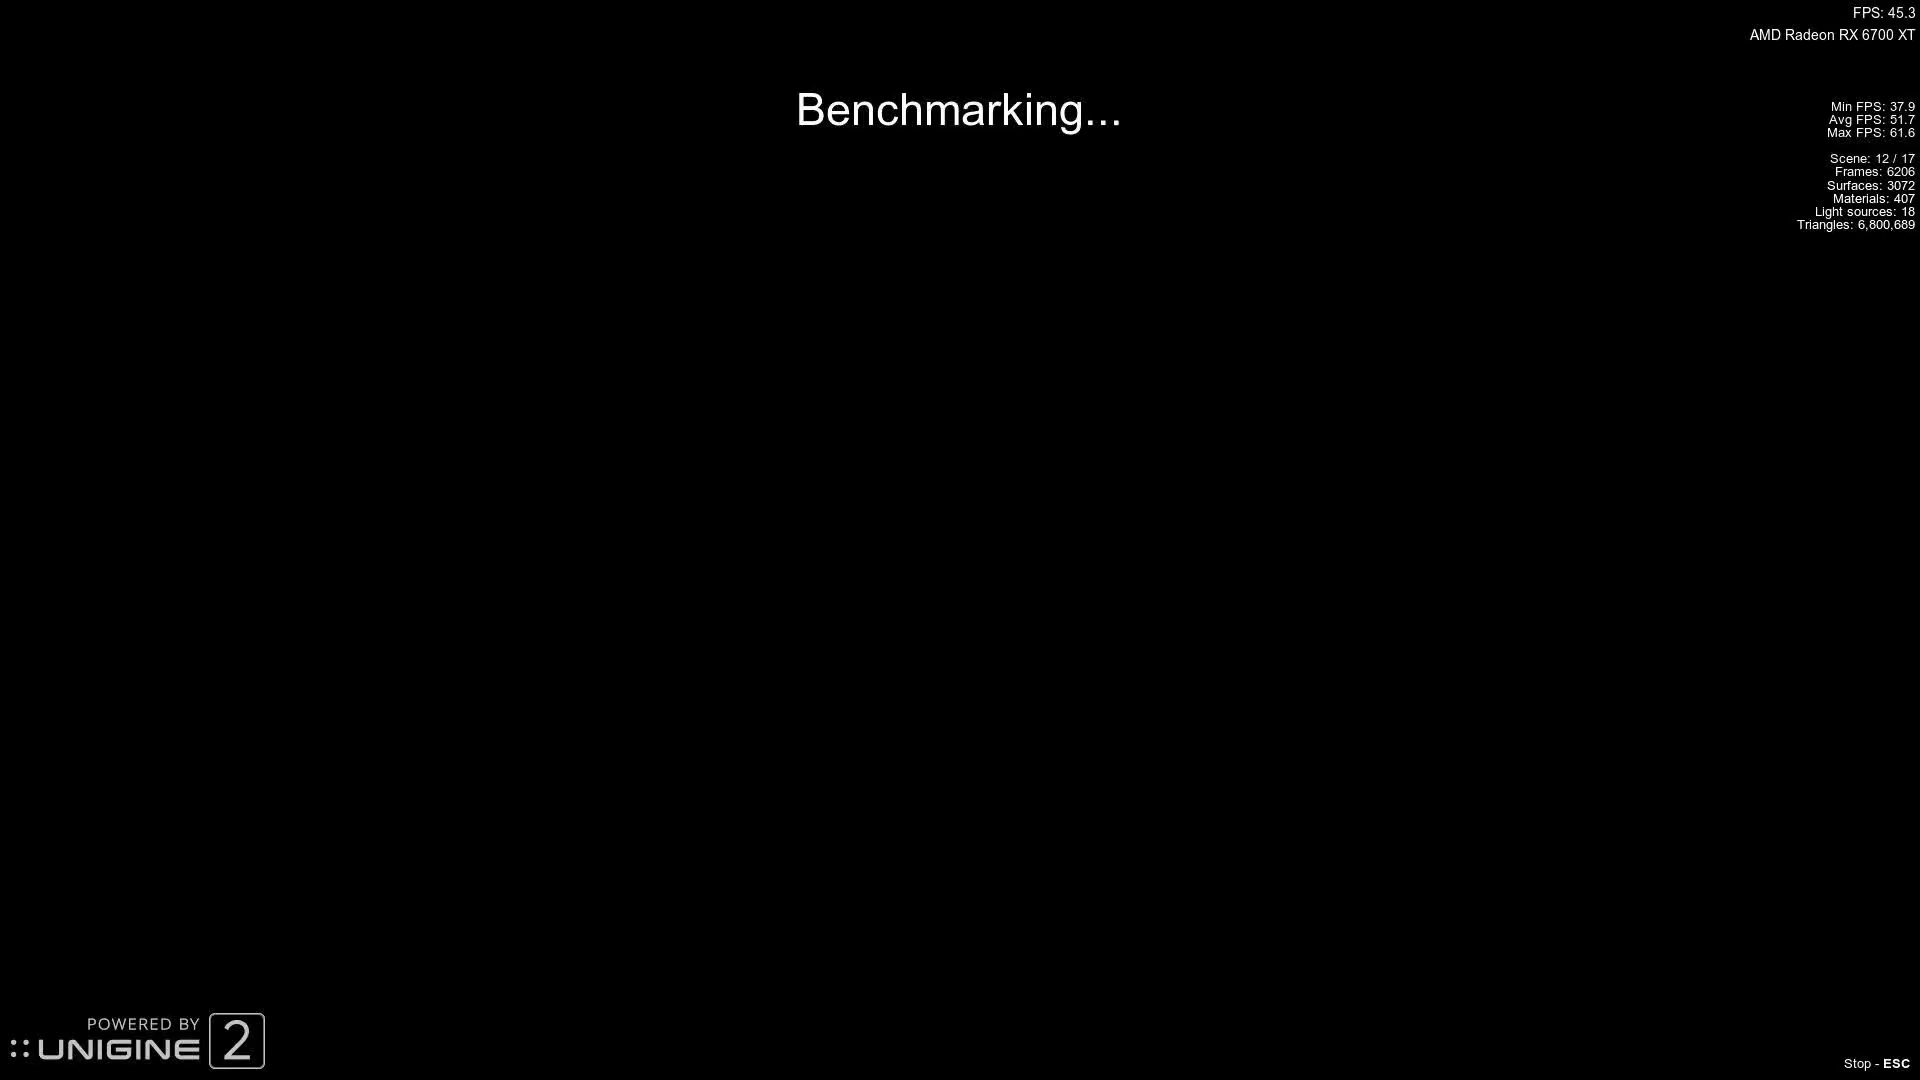 FPS: 45.3
AMD Radeon RX 6700 XT
Benchmarking...
Min FPS: 37.9
Avg FPS: 51.7
Max FPS: 61.6
Scene: 12 / 17
Frames: 6206
Surfaces: 3072
Materials: 407
Light sources: 18
Triangles: 6,800,689
POWERED BY
UNIGINE 2
Stop - ESC